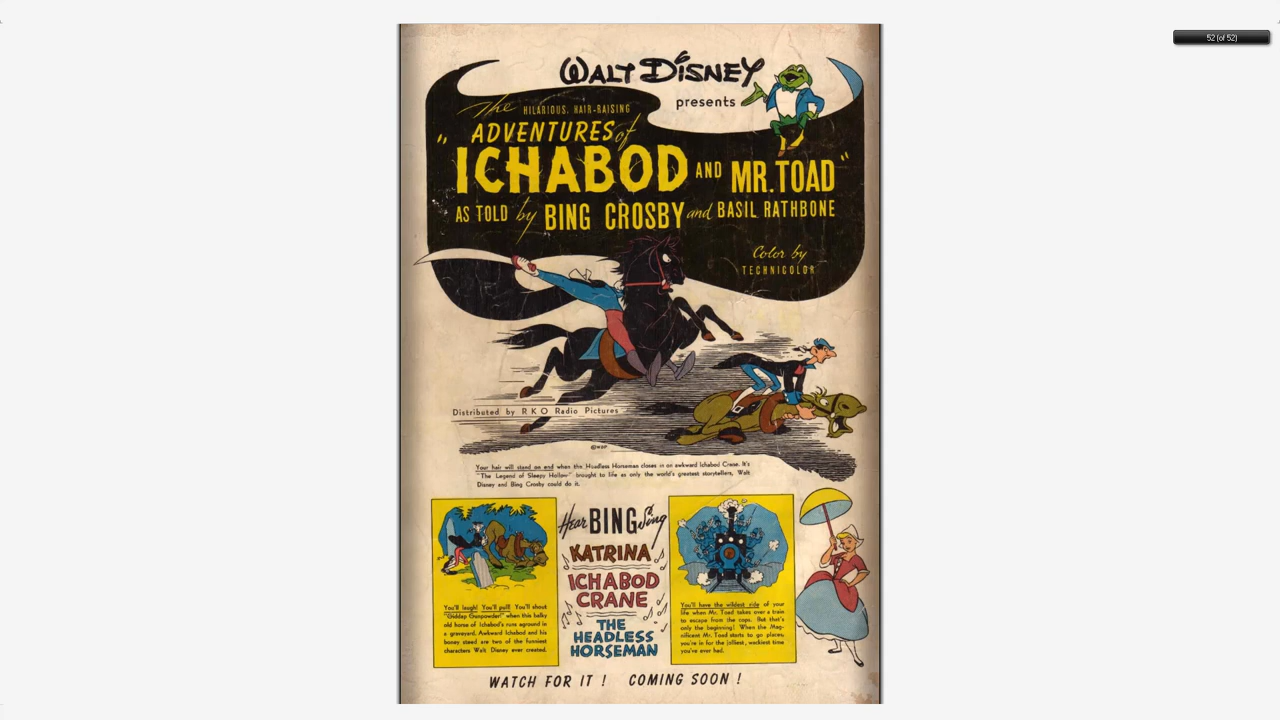 52 (of 52)
WALT DISNEY
presents
The HILARIOUS, HAIR-RAISING
"ADVENTURES of
ICHABOD AND MR. TOAD"
AS TOLD by BING CROSBY and BASIL RATHBONE
Color by
TECHNICOLOR
Distributed by RKO Radio Pictures
©WDP
Your hair will stand on end when the Headless Horseman closes in on awkward Ichabod Crane. It's
"The Legend of Sleepy Hollow" brought to life as only the world's greatest storytellers, Walt
Disney and Bing Crosby could do it.
Hear BING Sing
KATRINA
ICHABOD
CRANE
THE
HEADLESS
HORSEMAN
You'll laugh! You'll pull! You'll shout
"Giddap Gunpowder" when this balky
old horse of Ichabod's runs aground in
a graveyard. Awkward Ichabod and his
boney steed are two of the funniest
characters Walt Disney ever created.
You'll have the wildest ride of your
life when Mr. Toad takes over a train
to escape from the cops. But that's
only the beginning! When the Mag-
nificent Mr. Toad starts to go places,
you're in for the jolliest, wackiest time
you've ever had.
WATCH FOR IT! COMING SOON!